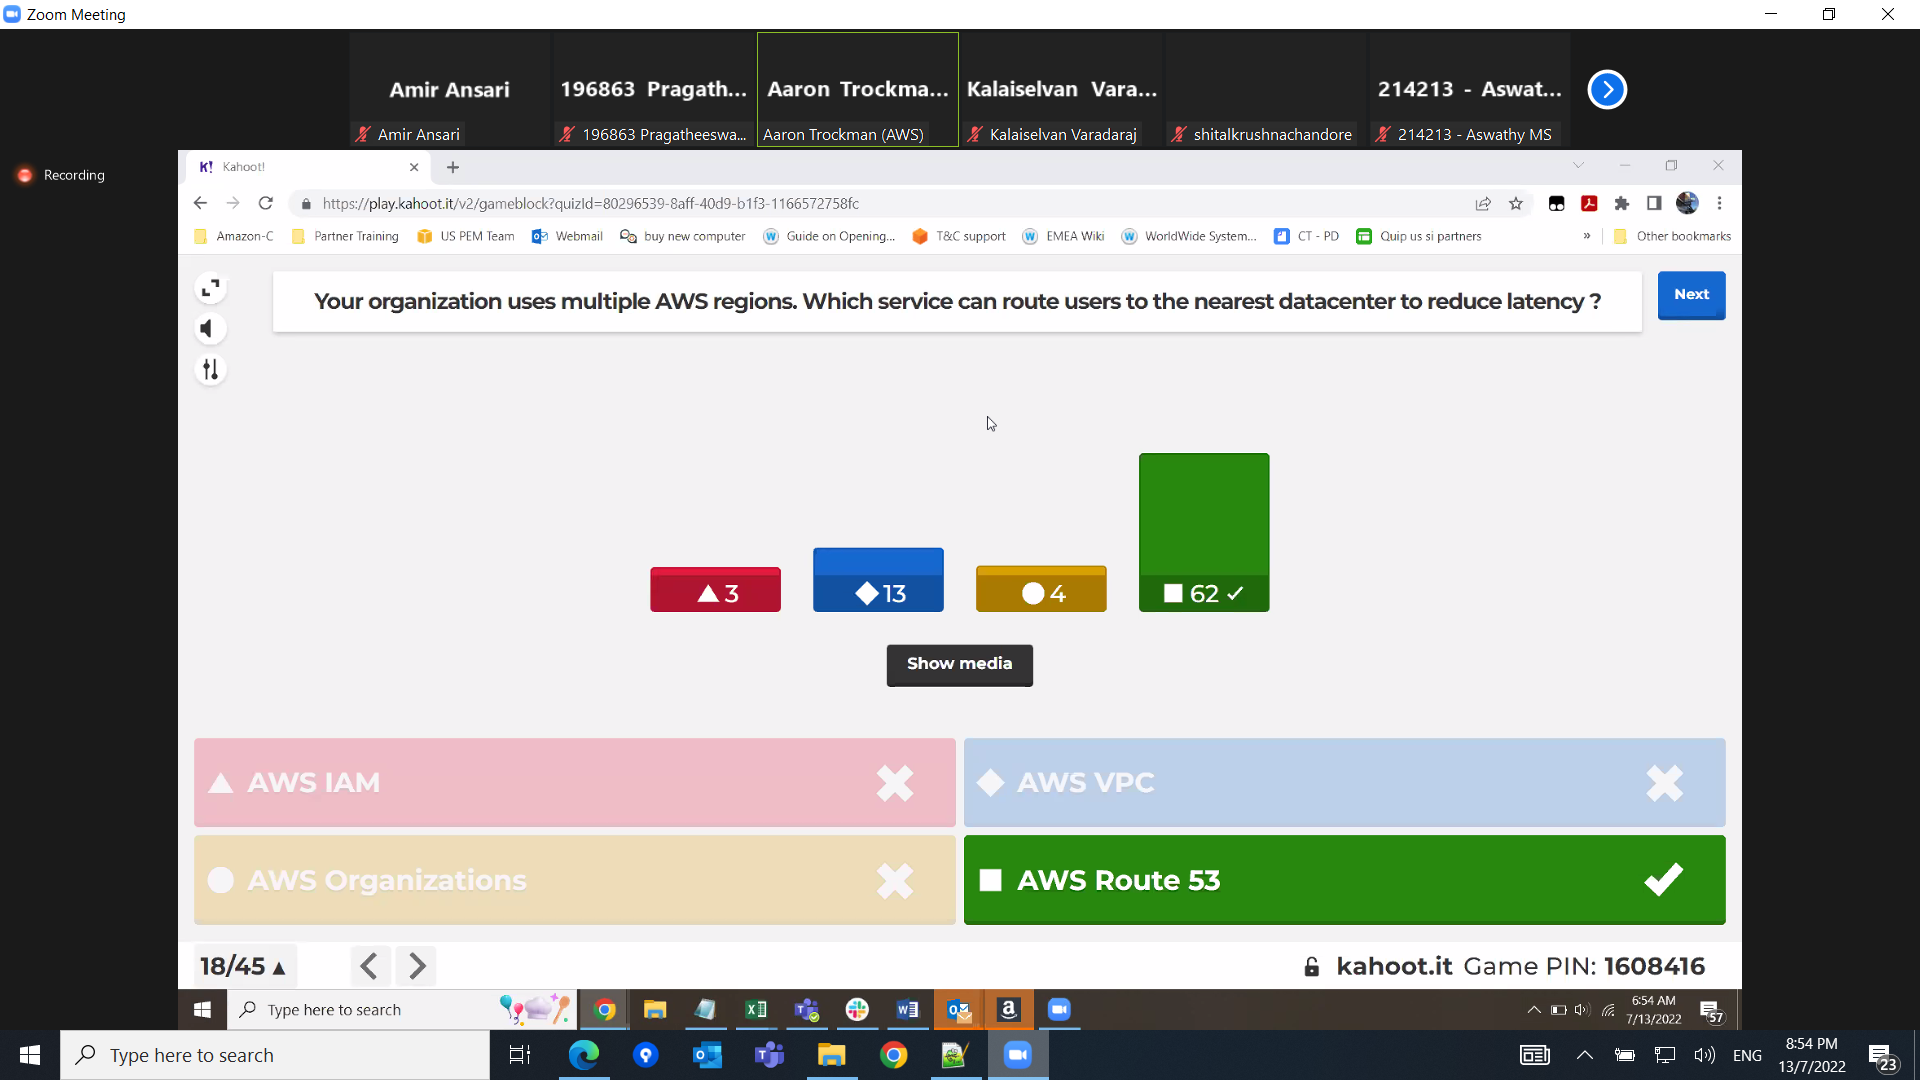 Zoom Meeting
Amir Ansari
196863 Pragath...
Aaron Trockma...
Kalaiselvan Vara...
214213 - Aswat...
Amir Ansari
196863 Pragatheeswa...
Aaron Trockman (AWS)
Kalaiselvan Varadaraj
shitalkrushnachandore
214213 - Aswathy MS
Recording
K! Kahoot!
https://play.kahoot.it/v2/gameblock?quizId=80296539-8aff-40d9-b1f3-1166572758fc
Amazon-C
Partner Training
US PEM Team
Webmail
buy new computer
Guide on Opening...
T&C support
EMEA Wiki
WorldWide System...
CT - PD
Quip us si partners
»
Other bookmarks
Your organization uses multiple AWS regions. Which service can route users to the nearest datacenter to reduce latency ?
Next
3
13
4
62
Show media
AWS IAM
AWS VPC
AWS Organizations
AWS Route 53
18/45
kahoot.it Game PIN: 1608416
Type here to search
6:54 AM
7/13/2022
57
Type here to search
ENG
8:54 PM
13/7/2022
23